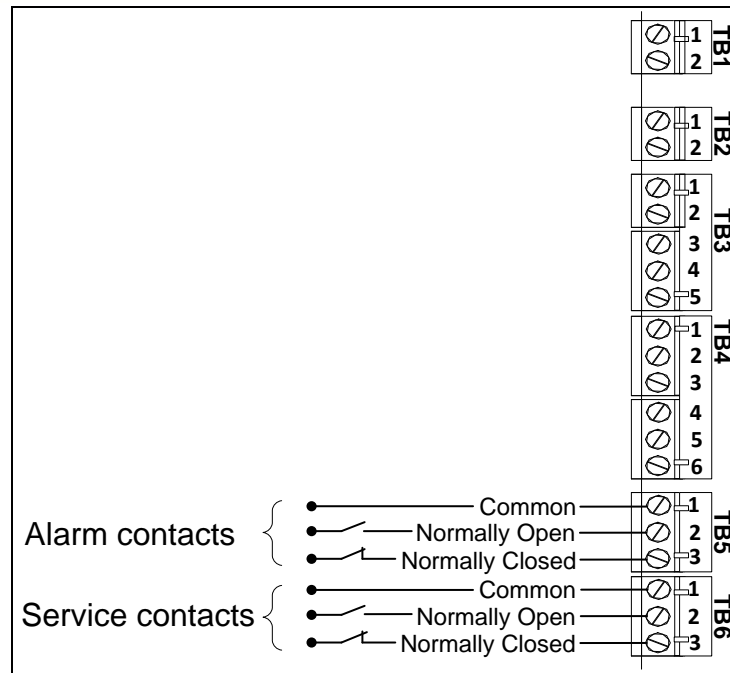 1
2
TB1
1
2
TB2
1
2
3
4
5
TB3
1
2
3
4
5
6
TB4
Alarm contacts
Common 1
Normally Open 2
Normally Closed 3
TB5
Service contacts
Common 1
Normally Open 2
Normally Closed 3
TB6